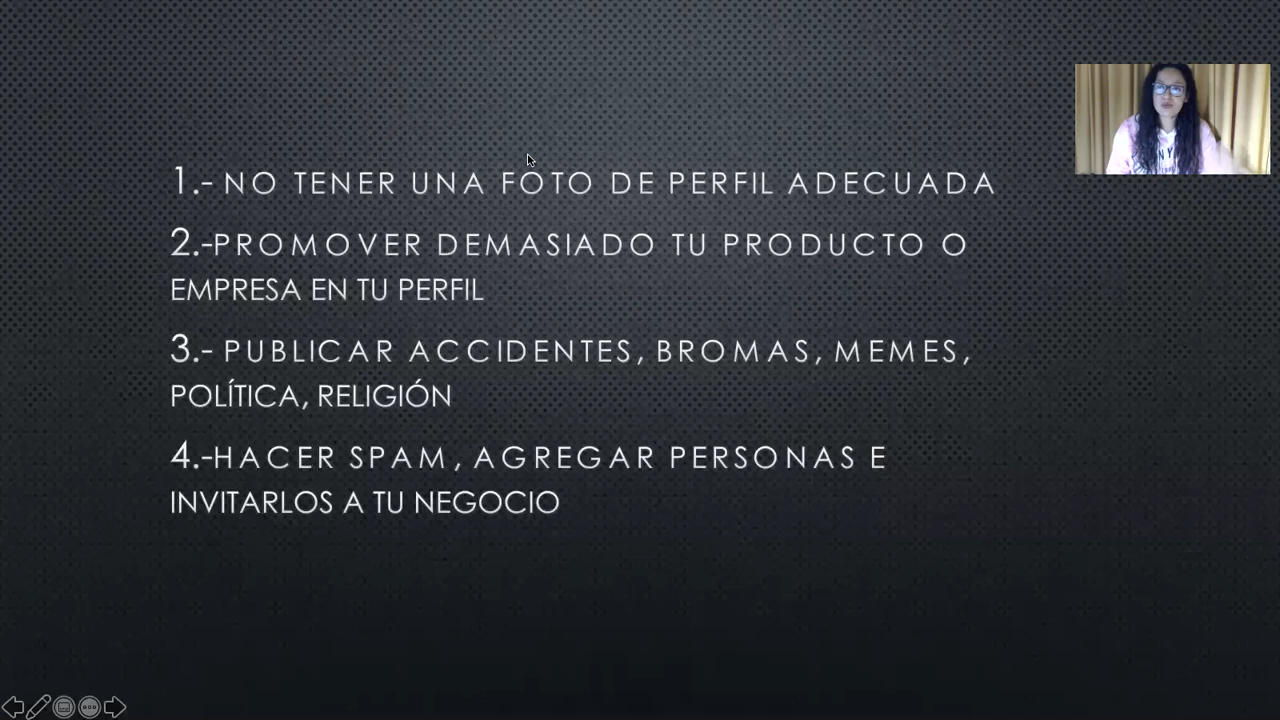 1.- NO TENER UNA FOTO DE PERFIL ADECUADA
2.-PROMOVER DEMASIADO TU PRODUCTO O
EMPRESA EN TU PERFIL
3.- PUBLICAR ACCIDENTES, BROMAS, MEMES,
POLÍTICA, RELIGIÓN
4.-HACER SPAM, AGREGAR PERSONAS E
INVITARLOS A TU NEGOCIO